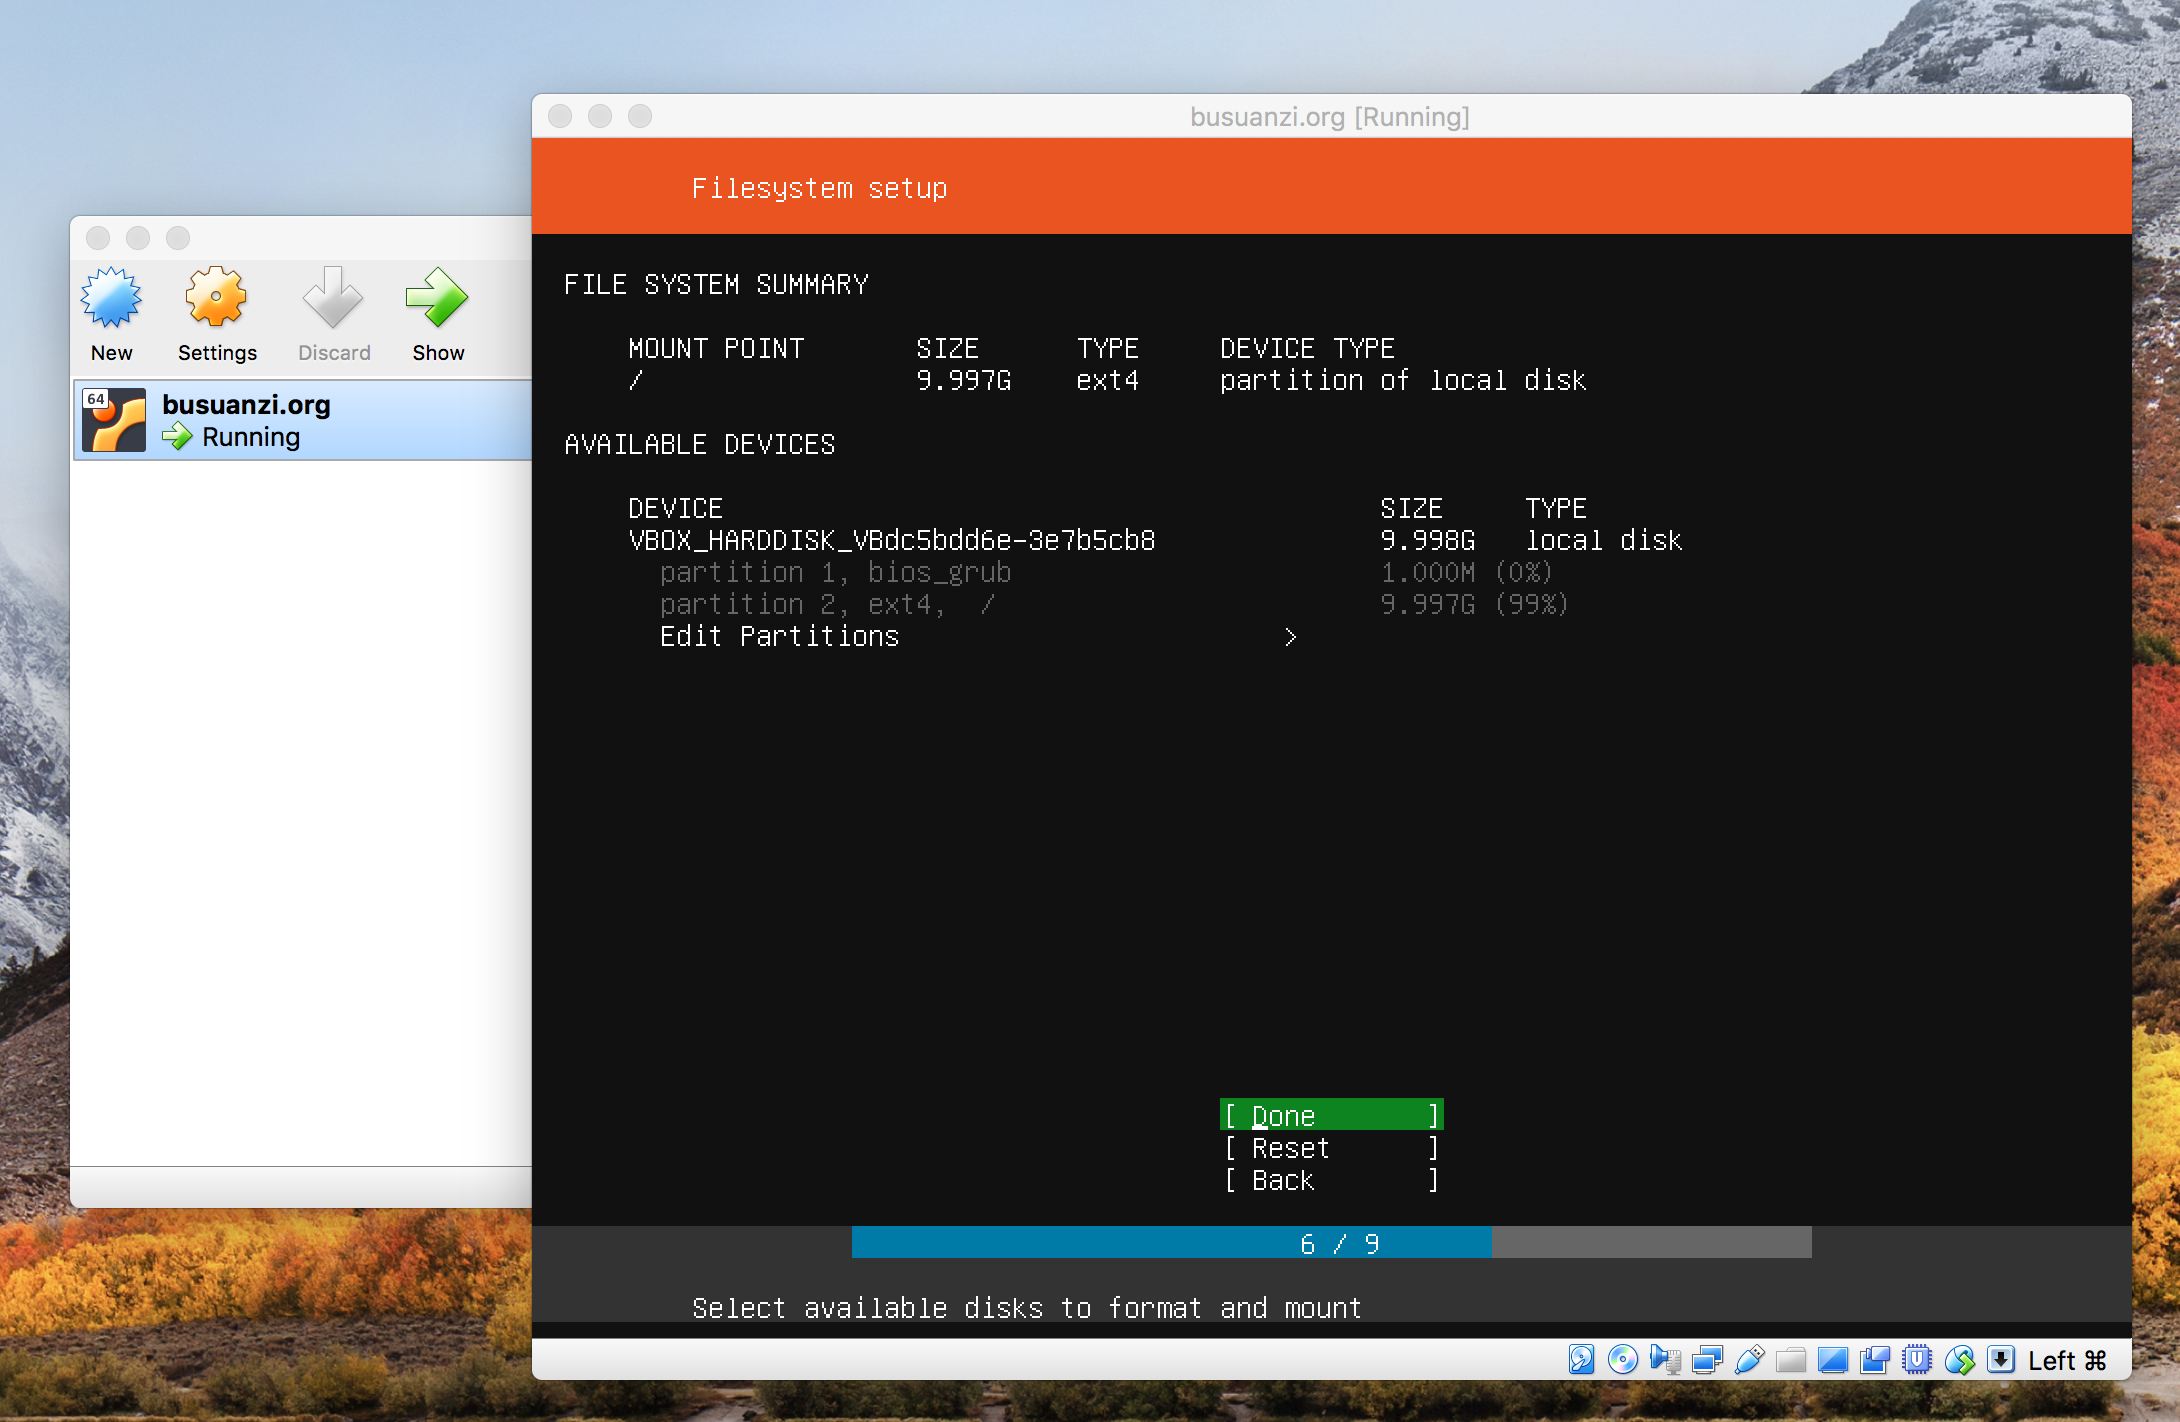 New Settings Discard Show
64
busuanzi.org
Running
busuanzi.org [Running]
Filesystem setup
FILE SYSTEM SUMMARY
MOUNT POINT SIZE TYPE DEVICE TYPE
/ 9.997G ext4 partition of local disk
AVAILABLE DEVICES
DEVICE SIZE TYPE
VBOX_HARDDISK_VBdc5bdd6e-3e7b5cb8 9.998G local disk
partition 1, bios_grub 1.000M (0%)
partition 2, ext4, / 9.997G (99%)
Edit Partitions >
[ Done ]
[ Reset ]
[ Back ]
6 / 9
Select available disks to format and mount
Left ⌘